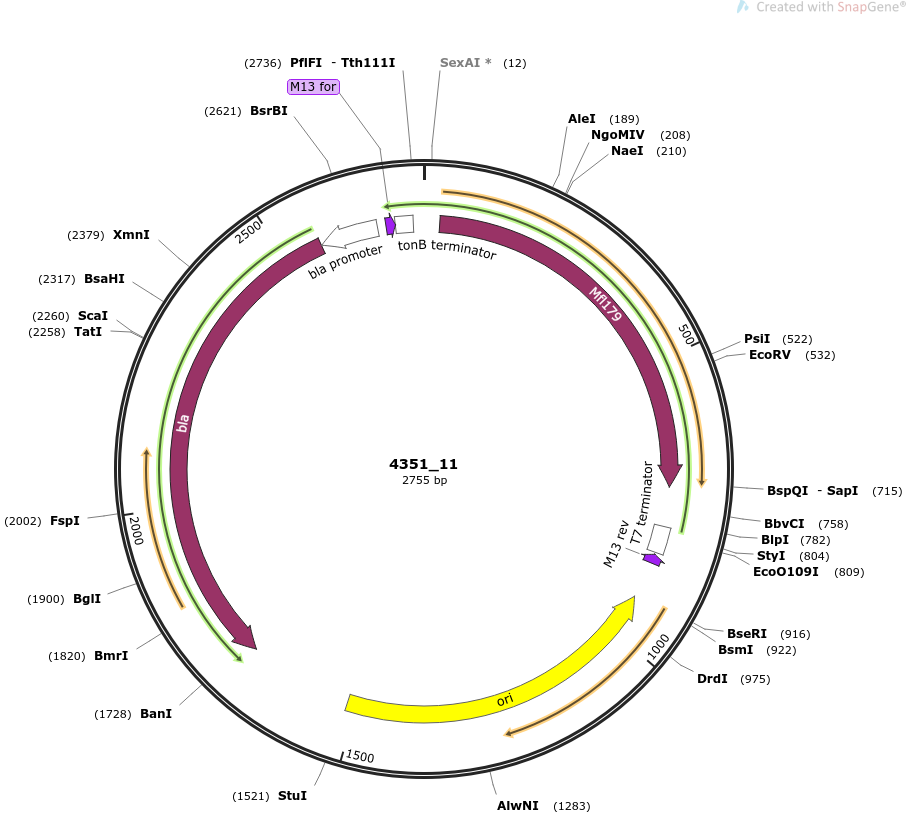 Created with SnapGene®
(2736) PflFI - Tth111I
SexAI * (12)
M13 for
(2621) BsrBI
AleI (189)
NgoMIV (208)
NaeI (210)
(2379) XmnI
(2317) BsaHI
(2260) ScaI
(2258) TatI
2500
bla promoter
tonB terminator
Mfl179
500
PsiI (522)
EcoRV (532)
bla
4351_11
2755 bp
T7 terminator
M13 rev
BspQI - SapI (715)
BbvCI (758)
BlpI (782)
StyI (804)
EcoO109I (809)
(2002) FspI
2000
(1900) BglI
(1820) BmrI
(1728) BanI
BseRI (916)
BsmI (922)
DrdI (975)
1000
ori
1500
(1521) StuI
AlwNI (1283)